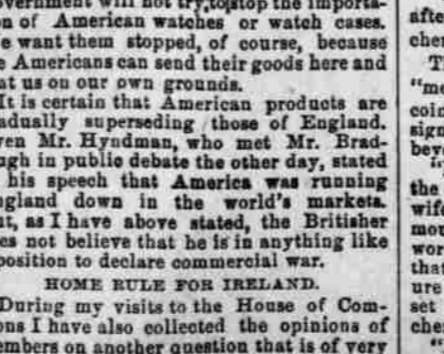 vernment will not try to stop the importa-
on of American watches or watch cases.
e want them stopped, of course, because
e Americans can send their goods here and
at us on our own grounds.
It is certain that American products are
adually superseding those of England.
ven Mr. Hyndman, who met Mr. Brad-
ugh in public debate the other day, stated
his speech that America was running
ngland down in the world's markets.
ut, as I have above stated, the Britisher
es not believe that he is in anything like
position to declare commercial war.
HOME RULE FOR IRELAND.
During my visits to the House of Com-
ons I have also collected the opinions of
embers on another question that is of very
afte
cher
T
"me
coin
sign
beyo
the
wife
mou
wor
that
ure
set
che
"